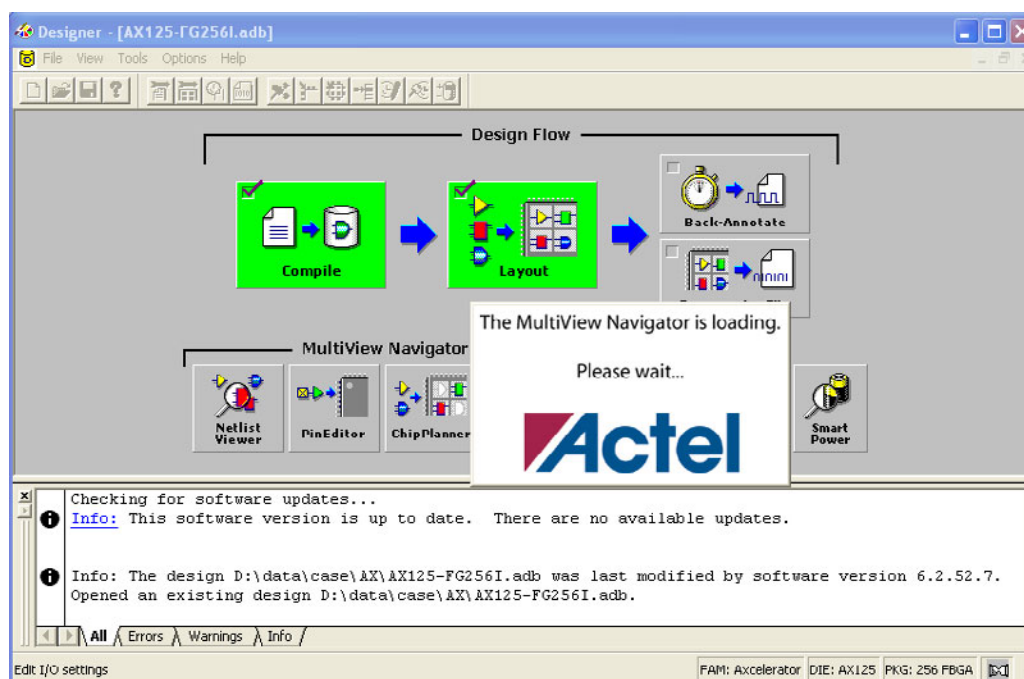 Designer - [AX125-FG256I.adb]
File View Tools Options Help
Design Flow
Compile
Layout
Back-Annotate
The MultiView Navigator is loading.
Please wait...
Actel
MultiView Navigator
Netlist Viewer
PinEditor
ChipPlanner
Smart Power
Checking for software updates...
Info: This software version is up to date. There are no available updates.
Info: The design D:\data\case\AX\AX125-FG256I.adb was last modified by software version 6.2.52.7.
Opened an existing design D:\data\case\AX\AX125-FG256I.adb.
All Errors Warnings Info
Edit I/O settings
FAM: Axcelerator DIE: AX125 PKG: 256 FBGA